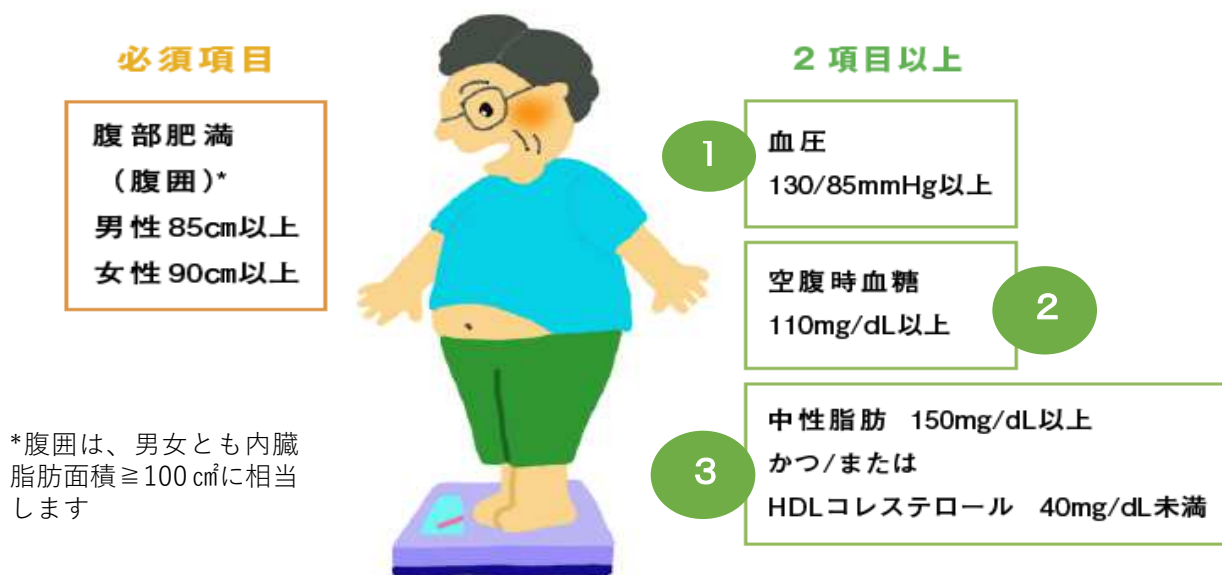 必須項目
腹部肥満
（腹囲）*
男性85㎝以上
女性90㎝以上
*腹囲は、男女とも内臓
脂肪面積≧100㎠に相当
します
2項目以上
1
血圧
130/85mmHg以上
空腹時血糖
110mg/dL以上
2
中性脂肪 150mg/dL以上
かつ/または
HDLコレステロール 40mg/dL未満
3